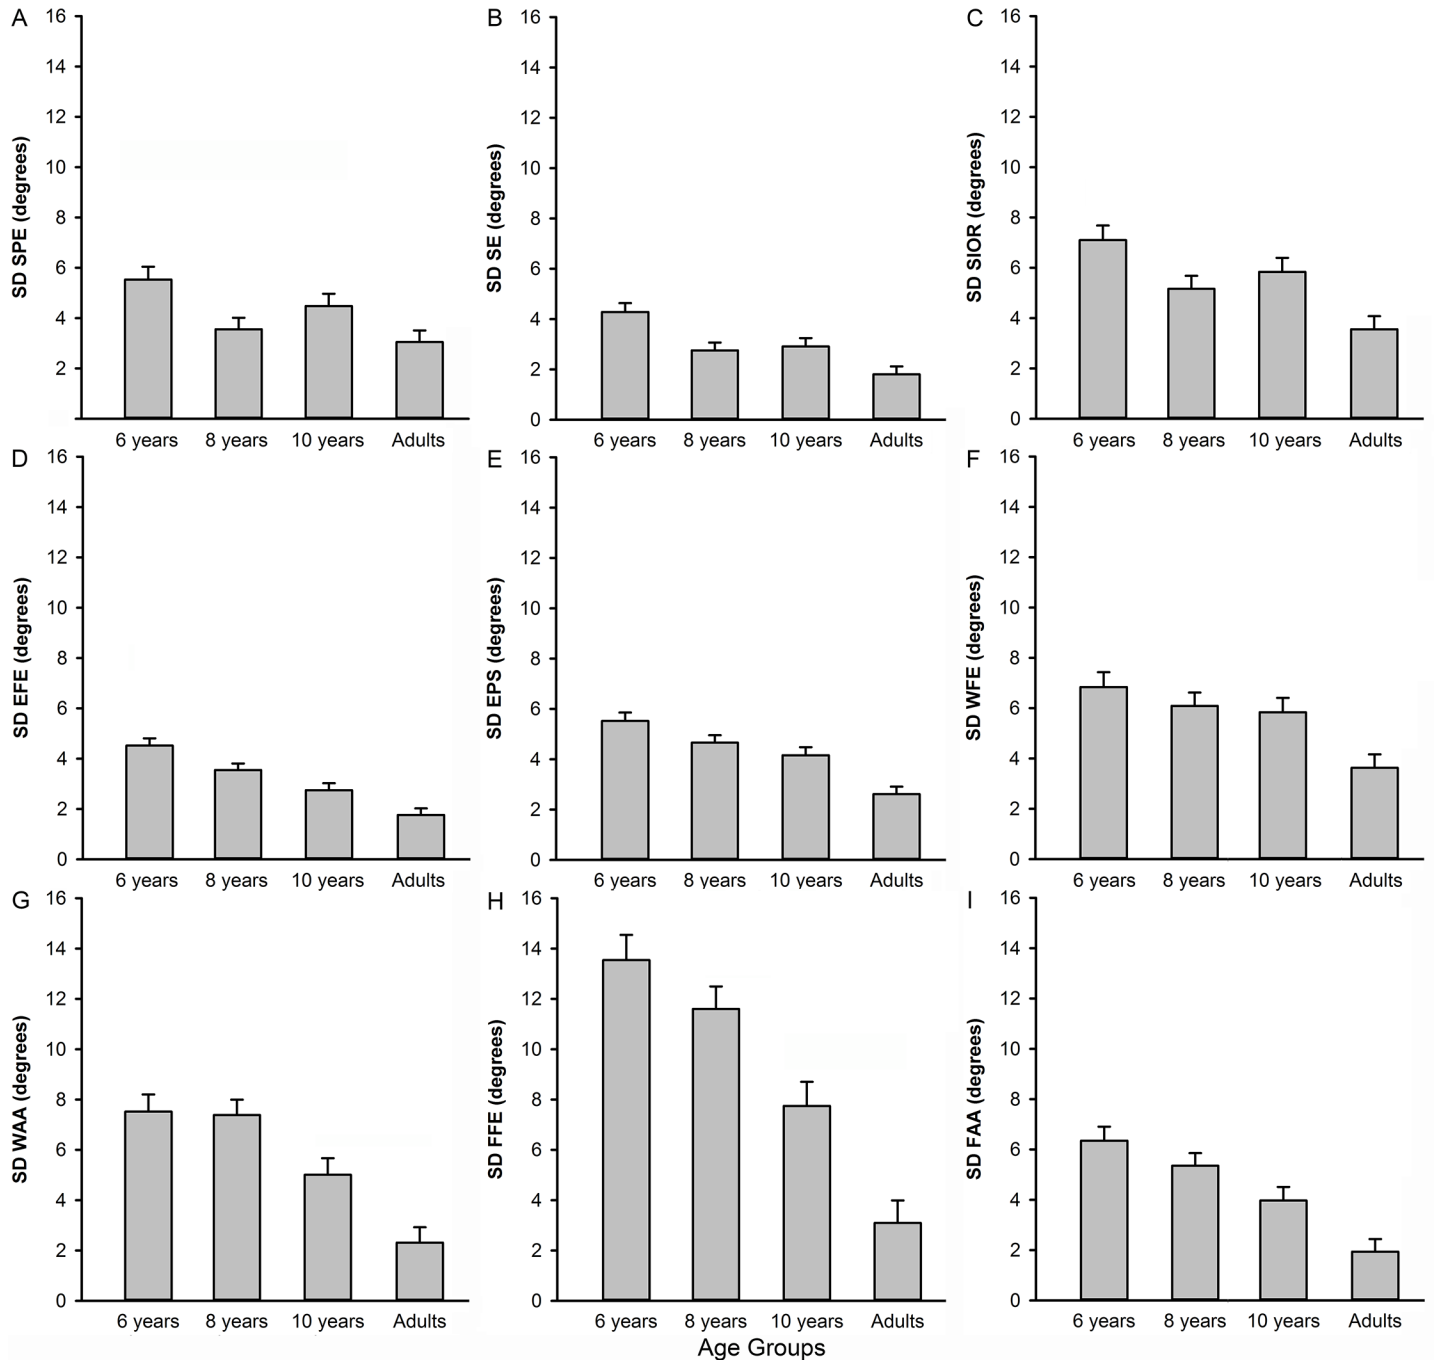 A
16
14
12
10
8
6
4
2
SD SPE (degrees)
6 years 8 years 10 years Adults
B
16
14
12
10
8
6
4
2
0
SD SE (degrees)
6 years 8 years 10 years Adults
C
16
14
12
10
8
6
4
2
0
SD SIOR (degrees)
6 years 8 years 10 years Adults
D
16
14
12
10
8
6
4
2
0
SD EFE (degrees)
6 years 8 years 10 years Adults
E
16
14
12
10
8
6
4
2
0
SD EPS (degrees)
6 years 8 years 10 years Adults
F
16
14
12
10
8
6
4
2
0
SD WFE (degrees)
6 years 8 years 10 years Adults
G
16
14
12
10
8
6
4
2
0
SD WAA (degrees)
6 years 8 years 10 years Adults
H
16
14
12
10
8
6
4
2
0
SD FFE (degrees)
6 years 8 years 10 years Adults
I
16
14
12
10
8
6
4
2
0
SD FAA (degrees)
6 years 8 years 10 years Adults
Age Groups